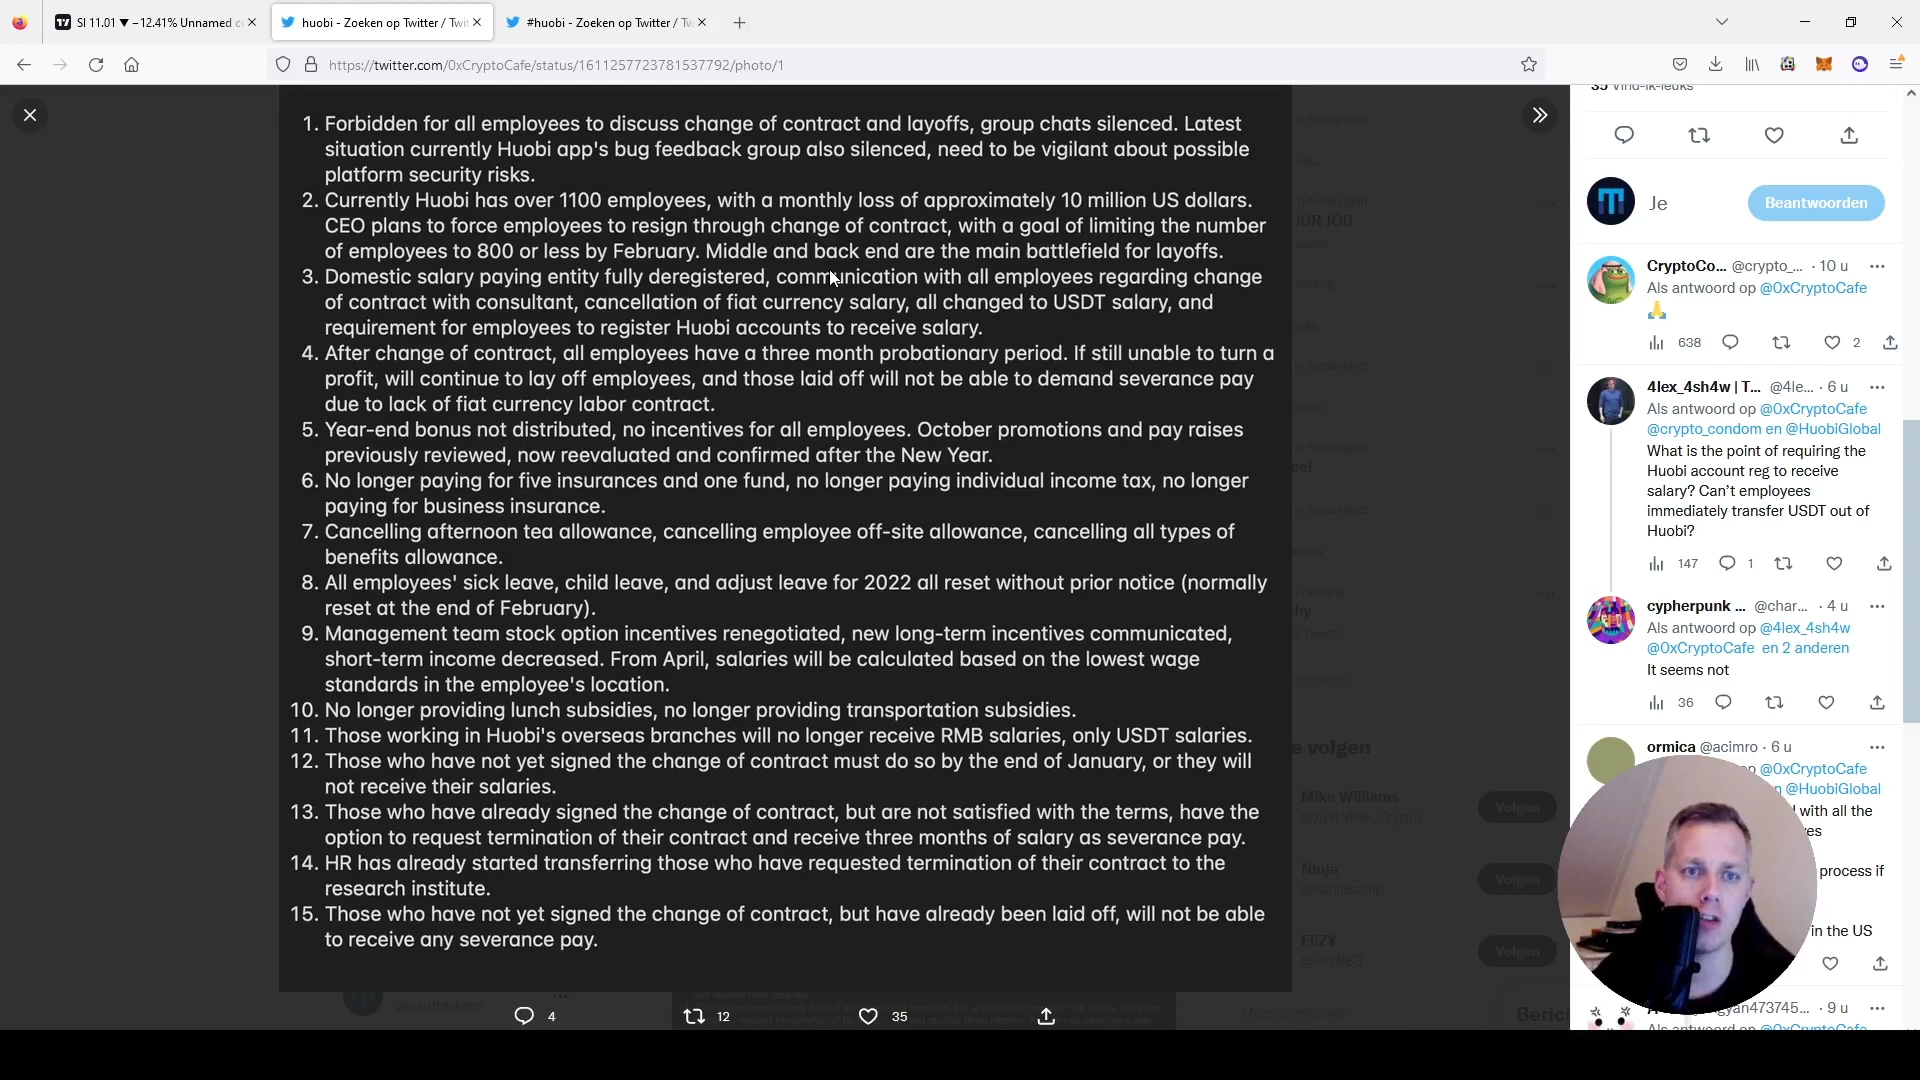 SI 11.01 ▼ −12.41% Unnamed
huobi - Zoeken op Twitter / Twit
#huobi - Zoeken op Twitter / Tw
https://twitter.com/0xCryptoCafe/status/1611257723781537792/photo/1
1. Forbidden for all employees to discuss change of contract and layoffs, group chats silenced. Latest
situation currently Huobi app's bug feedback group also silenced, need to be vigilant about possible
platform security risks.
2. Currently Huobi has over 1100 employees, with a monthly loss of approximately 10 million US dollars.
CEO plans to force employees to resign through change of contract, with a goal of limiting the number
of employees to 800 or less by February. Middle and back end are the main battlefield for layoffs.
3. Domestic salary paying entity fully deregistered, communication with all employees regarding change
of contract with consultant, cancellation of fiat currency salary, all changed to USDT salary, and
requirement for employees to register Huobi accounts to receive salary.
4. After change of contract, all employees have a three month probationary period. If still unable to turn a
profit, will continue to lay off employees, and those laid off will not be able to demand severance pay
due to lack of fiat currency labor contract.
5. Year-end bonus not distributed, no incentives for all employees. October promotions and pay raises
previously reviewed, now reevaluated and confirmed after the New Year.
6. No longer paying for five insurances and one fund, no longer paying individual income tax, no longer
paying for business insurance.
7. Cancelling afternoon tea allowance, cancelling employee off-site allowance, cancelling all types of
benefits allowance.
8. All employees' sick leave, child leave, and adjust leave for 2022 all reset without prior notice (normally
reset at the end of February).
9. Management team stock option incentives renegotiated, new long-term incentives communicated,
short-term income decreased. From April, salaries will be calculated based on the lowest wage
standards in the employee's location.
10. No longer providing lunch subsidies, no longer providing transportation subsidies.
11. Those working in Huobi's overseas branches will no longer receive RMB salaries, only USDT salaries.
12. Those who have not yet signed the change of contract must do so by the end of January, or they will
not receive their salaries.
13. Those who have already signed the change of contract, but are not satisfied with the terms, have the
option to request termination of their contract and receive three months of salary as severance pay.
14. HR has already started transferring those who have requested termination of their contract to the
research institute.
15. Those who have not yet signed the change of contract, but have already been laid off, will not be able
to receive any severance pay.
4 12 35
in Nederland
OUR JOB
e volgen
Mike Williams
@JustMike_Crypto
Volgen
Ninja
@Ninjascalp
Volgen
EliZ¥
@eliz883
Volgen
35 Vind-ik-leuks
Je
Beantwoorden
CryptoCo... @crypto_... · 10 u
Als antwoord op @0xCryptoCafe
638 2
4lex_4sh4w | T... @4le... · 6 u
Als antwoord op @0xCryptoCafe
@crypto_condom en @HuobiGlobal
What is the point of requiring the
Huobi account reg to receive
salary? Can't employees
immediately transfer USDT out of
Huobi?
147 1
cypherpunk ... @char... · 4 u
Als antwoord op @4lex_4sh4w
@0xCryptoCafe en 2 anderen
It seems not
36
ormica @acimro · 6 u
op @0xCryptoCafe
@HuobiGlobal
with all the
process if
in the US
gyan473745... · 9 u
Als antwoord op @0xCryptoCafe